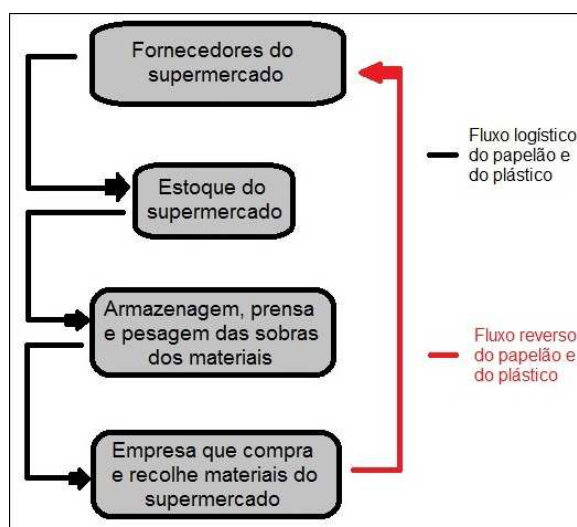 Fornecedores do
supermercado
Fluxo logístico
do papelão e
do plástico
Estoque do
supermercado
Armazenagem, prensa
e pesagem das sobras
dos materiais
Fluxo reverso
do papelão e
do plástico
Empresa que compra
e recolhe materiais do
supermercado